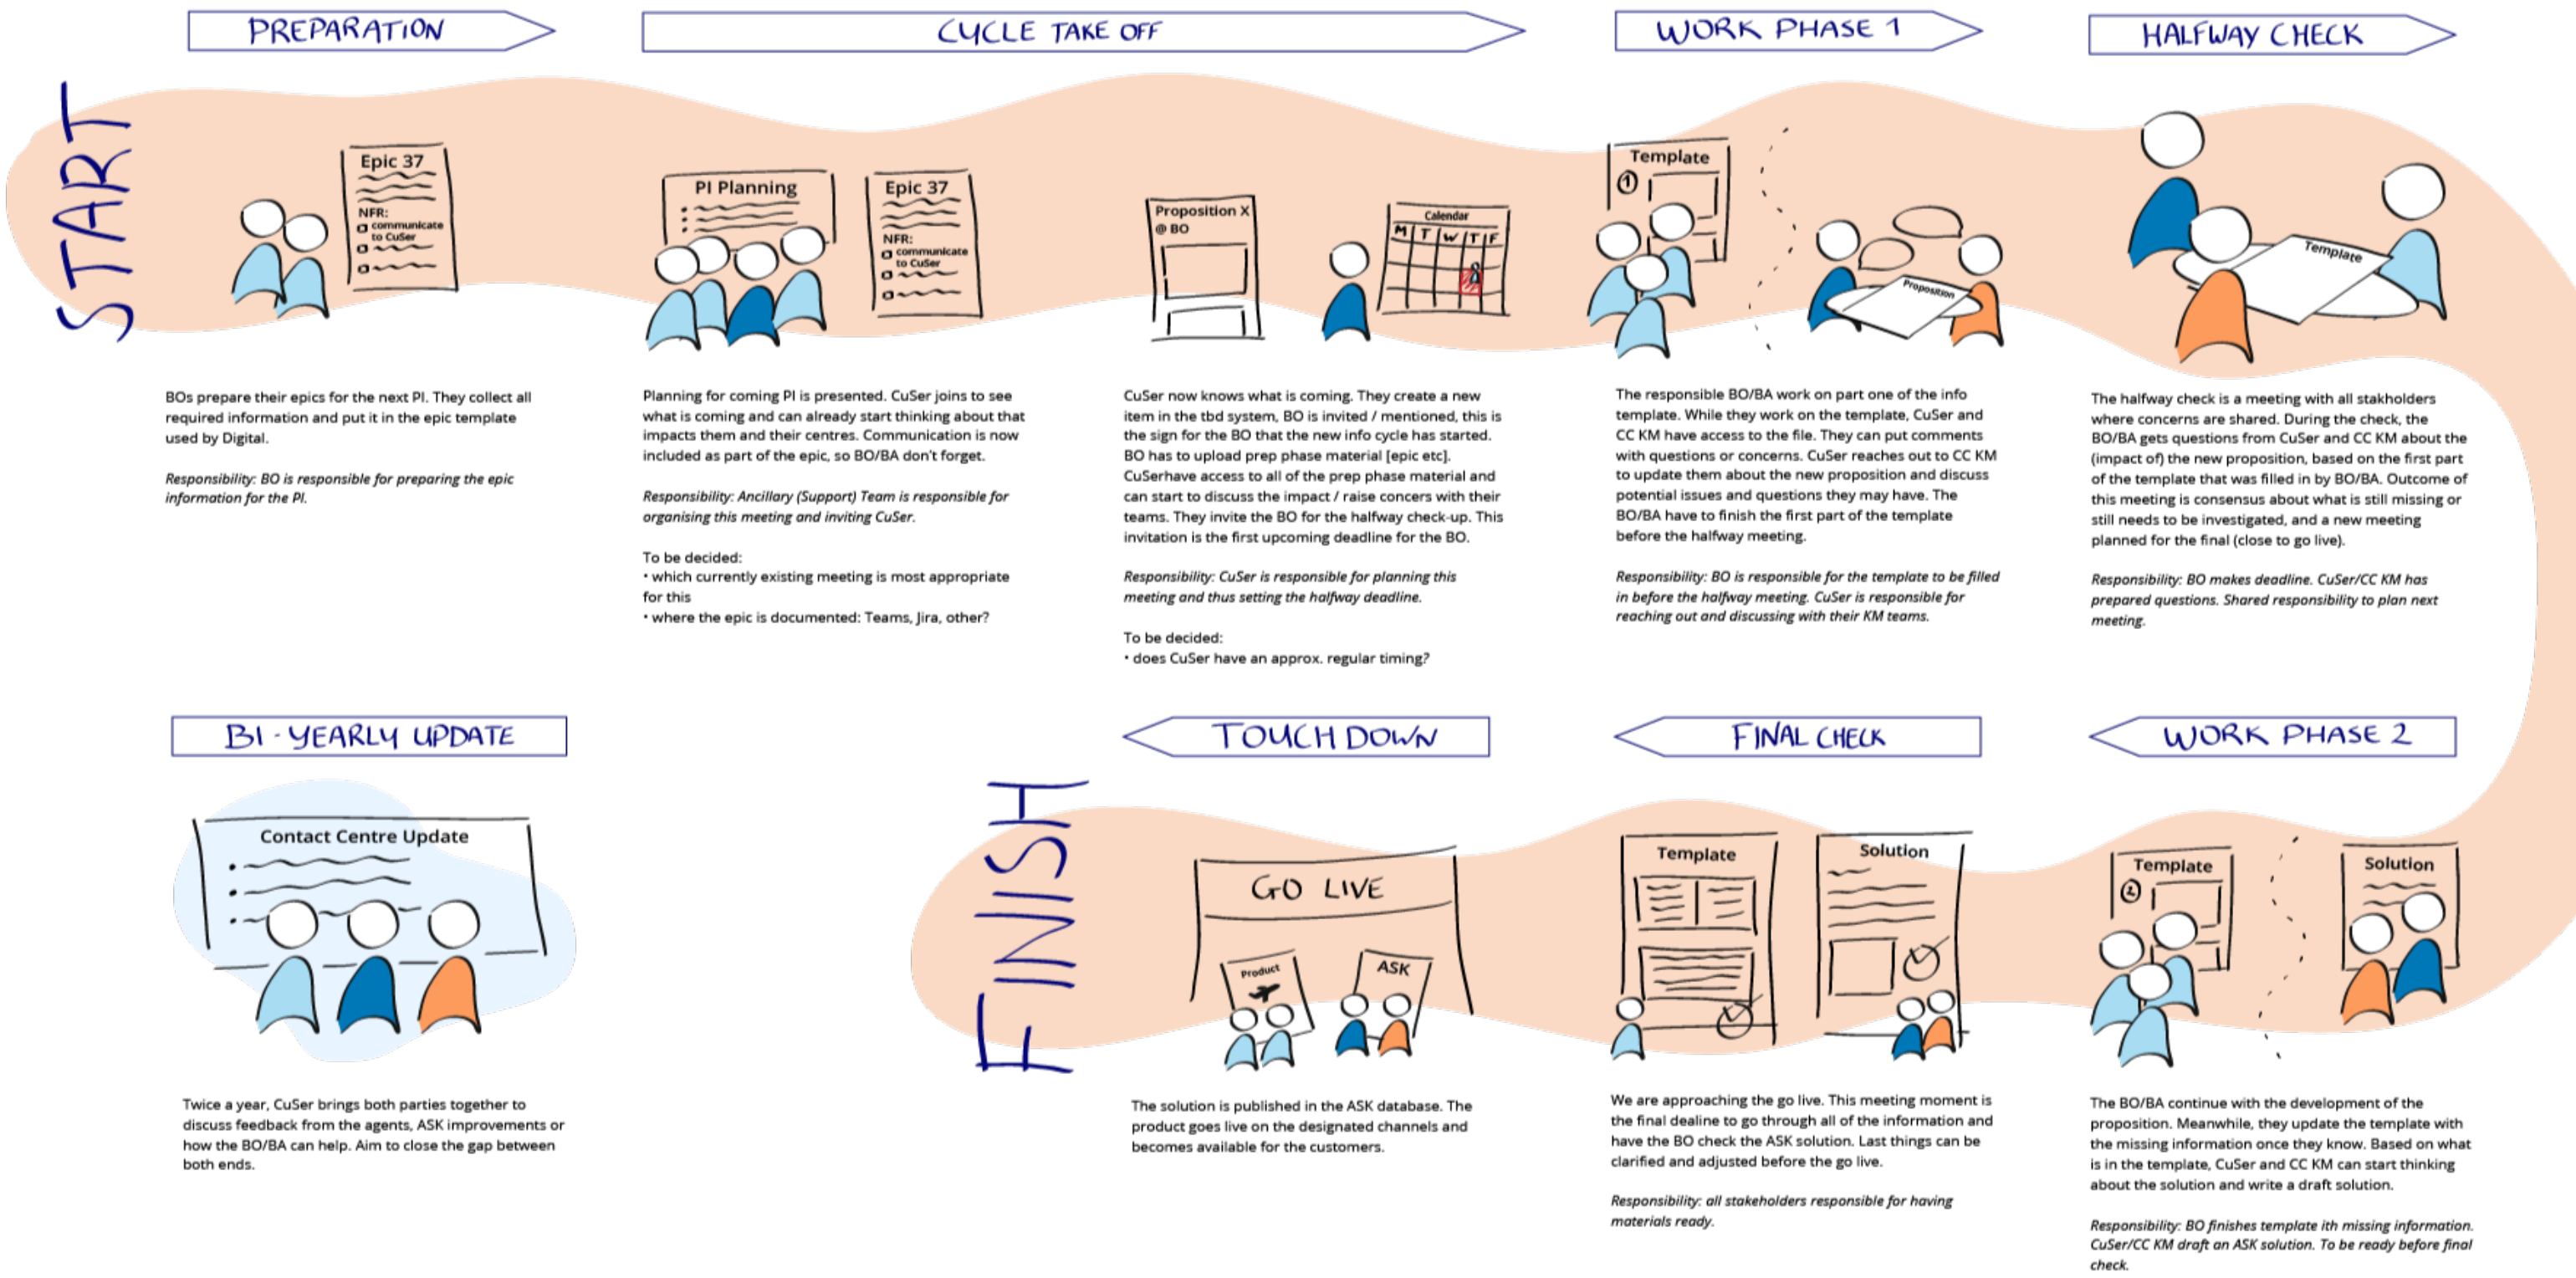 PREPARATION
CYCLE TAKE OFF
WORK PHASE 1
HALFWAY CHECK
START
Epic 37
NFR:
communicate
to CuSer
PI Planning
Epic 37
NFR:
communicate
to CuSer
Proposition X
@ BO
Calendar
M T W T F
Template
1
Proposition
Template
BOs prepare their epics for the next PI. They collect all
required information and put it in the epic template
used by Digital.
Responsibility: BO is responsible for preparing the epic
information for the PI.
Planning for coming PI is presented. CuSer joins to see
what is coming and can already start thinking about that
impacts them and their centres. Communication is now
included as part of the epic, so BO/BA don't forget.
Responsibility: Ancillary (Support) Team is responsible for
organising this meeting and inviting CuSer.
To be decided:
• which currently existing meeting is most appropriate
for this
• where the epic is documented: Teams, Jira, other?
CuSer now knows what is coming. They create a new
item in the tbd system, BO is invited / mentioned, this is
the sign for the BO that the new info cycle has started.
BO has to upload prep phase material [epic etc].
CuSerhave access to all of the prep phase material and
can start to discuss the impact / raise concers with their
teams. They invite the BO for the halfway check-up. This
invitation is the first upcoming deadline for the BO.
Responsibility: CuSer is responsible for planning this
meeting and thus setting the halfway deadline.
To be decided:
• does CuSer have an approx. regular timing?
The responsible BO/BA work on part one of the info
template. While they work on the template, CuSer and
CC KM have access to the file. They can put comments
with questions or concerns. CuSer reaches out to CC KM
to update them about the new proposition and discuss
potential issues and questions they may have. The
BO/BA have to finish the first part of the template
before the halfway meeting.
Responsibility: BO is responsible for the template to be filled
in before the halfway meeting. CuSer is responsible for
reaching out and discussing with their KM teams.
The halfway check is a meeting with all stakholders
where concerns are shared. During the check, the
BO/BA gets questions from CuSer and CC KM about the
(impact of) the new proposition, based on the first part
of the template that was filled in by BO/BA. Outcome of
this meeting is consensus about what is still missing or
still needs to be investigated, and a new meeting
planned for the final (close to go live).
Responsibility: BO makes deadline. CuSer/CC KM has
prepared questions. Shared responsibility to plan next
meeting.
BI-YEARLY UPDATE
TOUCH DOWN
FINAL CHECK
WORK PHASE 2
Contact Centre Update
FINISH
GO LIVE
Product
ASK
Template
Solution
Template
2
Solution
Twice a year, CuSer brings both parties together to
discuss feedback from the agents, ASK improvements or
how the BO/BA can help. Aim to close the gap between
both ends.
The solution is published in the ASK database. The
product goes live on the designated channels and
becomes available for the customers.
We are approaching the go live. This meeting moment is
the final dealine to go through all of the information and
have the BO check the ASK solution. Last things can be
clarified and adjusted before the go live.
Responsibility: all stakeholders responsible for having
materials ready.
The BO/BA continue with the development of the
proposition. Meanwhile, they update the template with
the missing information once they know. Based on what
is in the template, CuSer and CC KM can start thinking
about the solution and write a draft solution.
Responsibility: BO finishes template ith missing information.
CuSer/CC KM draft an ASK solution. To be ready before final
check.